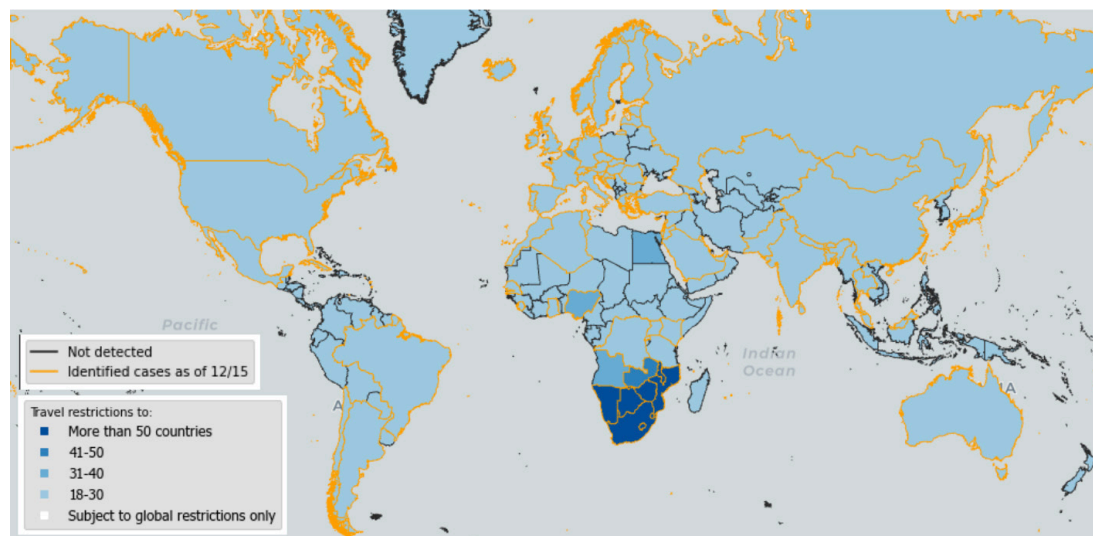 Pacific
Indian
Ocean
A
A
Not detected
Identified cases as of 12/15
Travel restrictions to:
More than 50 countries
41-50
31-40
18-30
Subject to global restrictions only